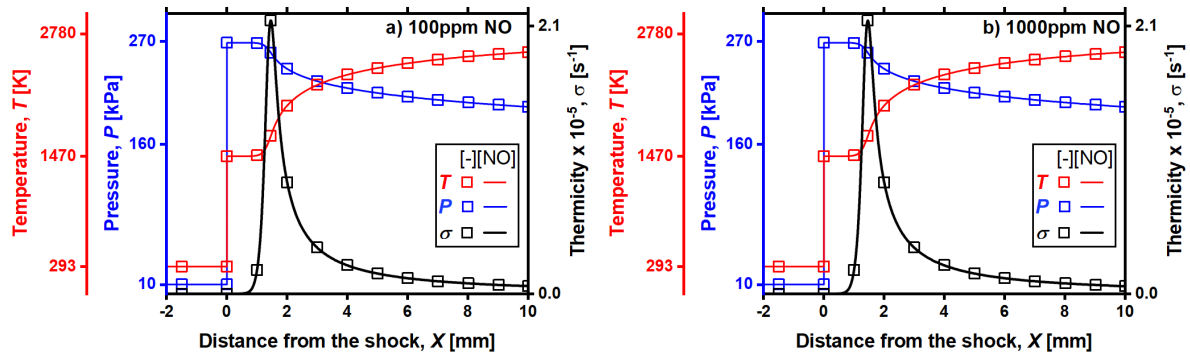 a) 100ppm NO
Temperature, T [K]
2780
1470
293
Pressure, P [kPa]
270
160
10
[-][NO]
T
P
σ
Thermicity x 10-5, σ [s-1]
2.1
0.0
-2 0 2 4 6 8 10
Distance from the shock, X [mm]
b) 1000ppm NO
Temperature, T [K]
2780
1470
293
Pressure, P [kPa]
270
160
10
[-][NO]
T
P
σ
Thermicity x 10-5, σ [s-1]
2.1
0.0
-2 0 2 4 6 8 10
Distance from the shock, X [mm]